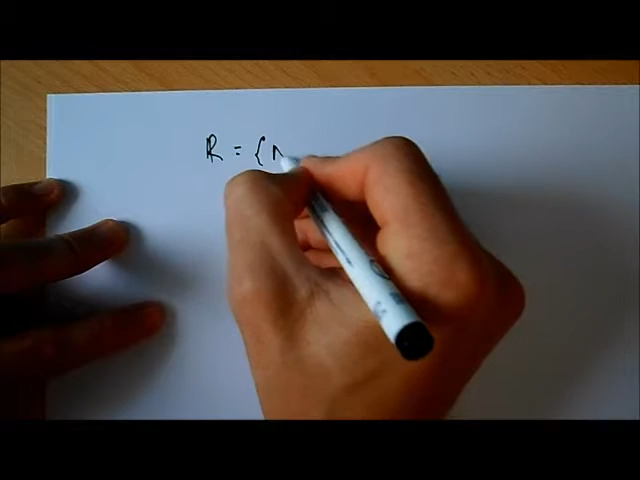 ℝ = {